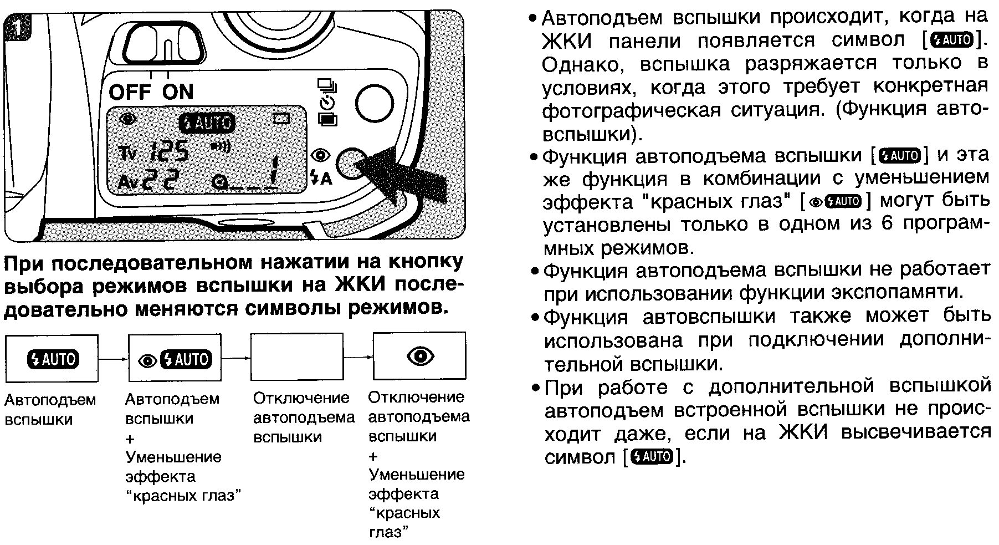 1
OFF ON
⚡AUTO
Tv 125
Av 22
1
⚡A
При последовательном нажатии на кнопку
выбора режимов вспышки на ЖКИ после-
довательно меняются символы режимов.
⚡AUTO
⚡AUTO
Автоподъем
вспышки
Автоподъем
вспышки
+
Уменьшение
эффекта
“красных глаз”
Отключение
автоподъема
вспышки
Отключение
автоподъема
вспышки
+
Уменьшение
эффекта
“красных
глаз”
•Автоподъем вспышки происходит, когда на
ЖКИ панели появляется символ [⚡AUTO].
Однако, вспышка разряжается только в
условиях, когда этого требует конкретная
фотографическая ситуация. (Функция авто-
вспышки).
•Функция автоподъема вспышки [⚡AUTO] и эта
же функция в комбинации с уменьшением
эффекта "красных глаз" [👁⚡AUTO] могут быть
установлены только в одном из 6 програм-
мных режимов.
•Функция автоподъема вспышки не работает
при использовании функции экспопамяти.
•Функция автовспышки также может быть
использована при подключении дополни-
тельной вспышки.
•При работе с дополнительной вспышкой
автоподъем встроенной вспышки не проис-
ходит даже, если на ЖКИ высвечивается
символ [⚡AUTO].